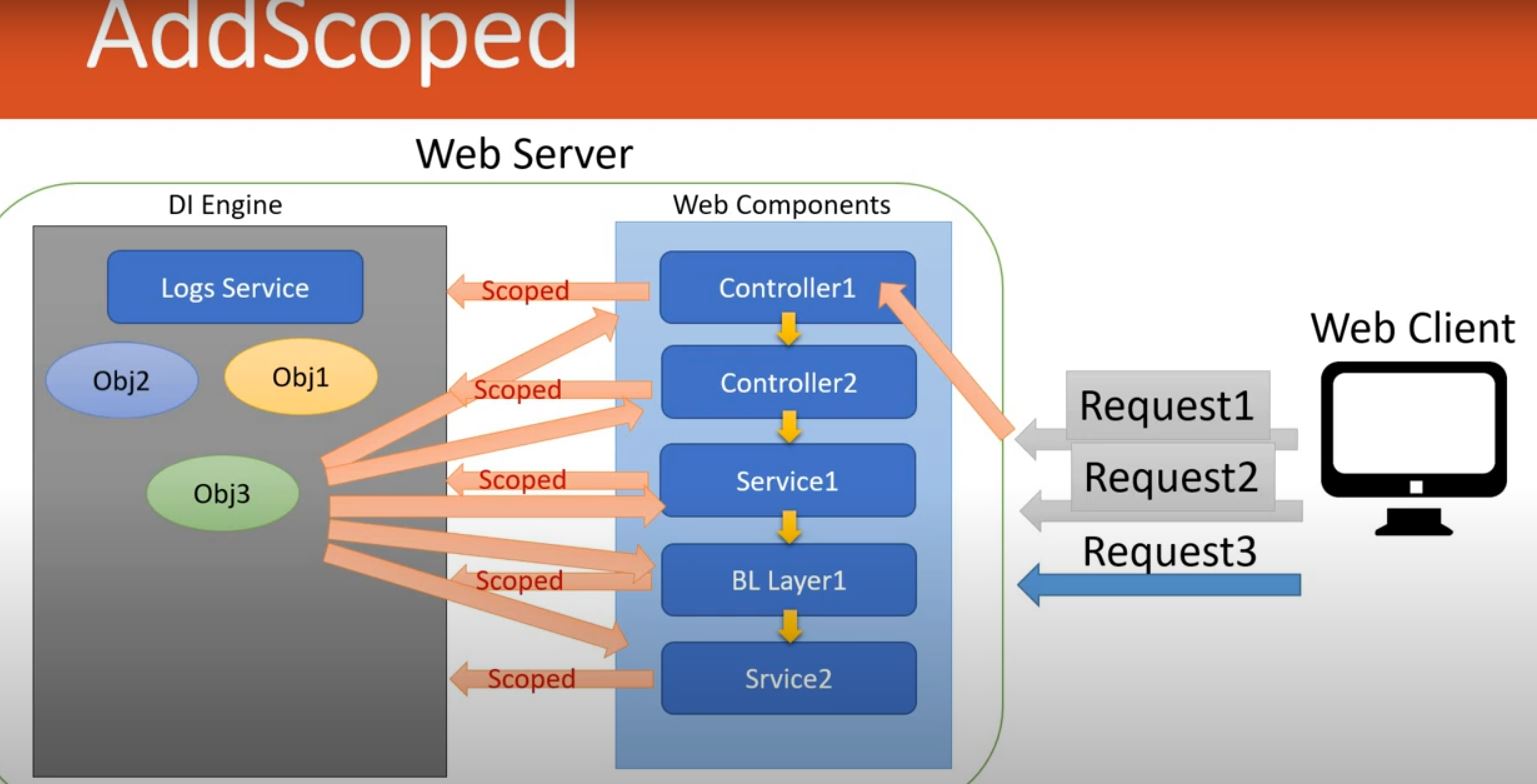 AddScoped
Web Server
DI Engine
Web Components
Logs Service
Scoped
Controller1
Web Client
Obj2
Obj1
Scoped
Controller2
Request1
Obj3
Scoped
Service1
Request2
Request3
Scoped
BL Layer1
Scoped
Srvice2